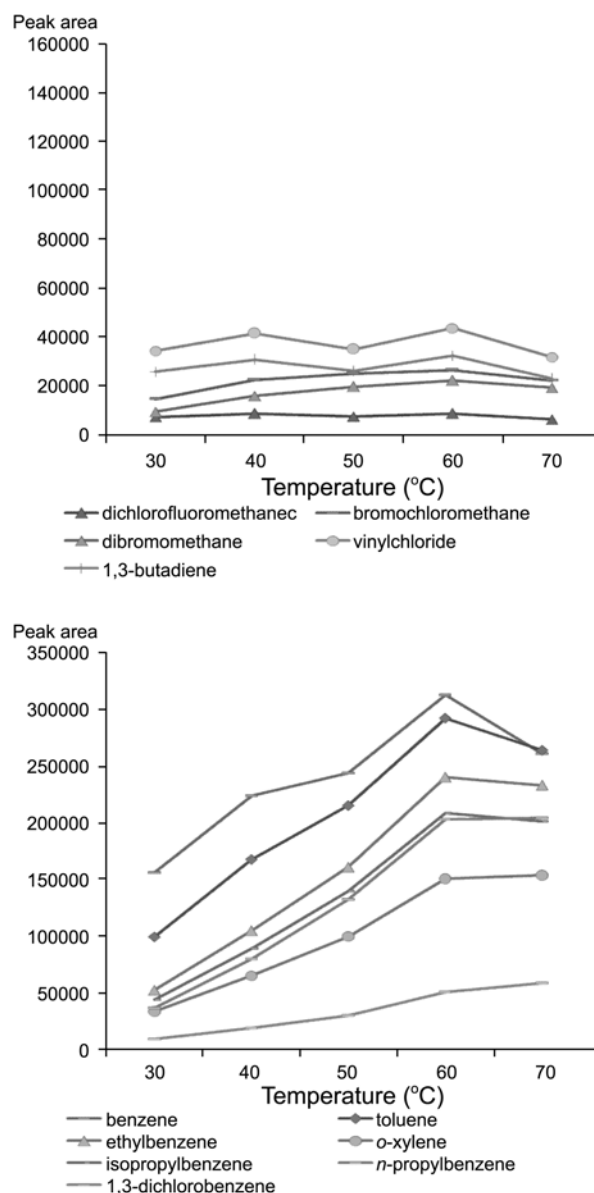 Peak area
160000
140000
120000
100000
80000
60000
40000
20000
0
30 40 50 60 70
Temperature (°C)
dichlorofluoromethanec bromochloromethane
dibromomethane vinylchloride
1,3-butadiene
Peak area
350000
300000
250000
200000
150000
100000
50000
0
30 40 50 60 70
Temperature (°C)
benzene toluene
ethylbenzene o-xylene
isopropylbenzene n-propylbenzene
1,3-dichlorobenzene